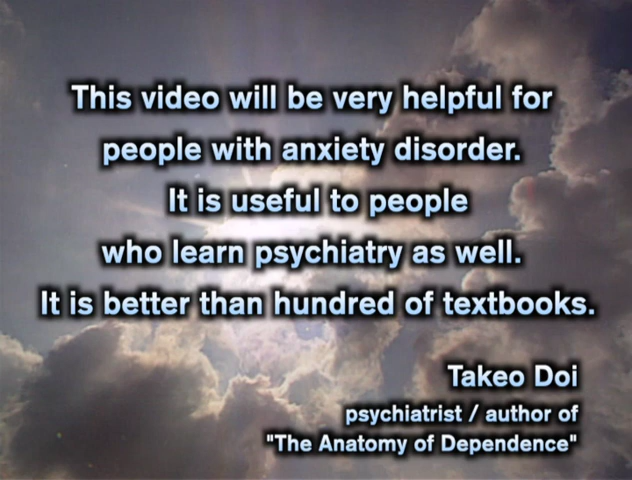 This video will be very helpful for
people with anxiety disorder.
It is useful to people
who learn psychiatry as well.
It is better than hundred of textbooks.
Takeo Doi
psychiatrist / author of
"The Anatomy of Dependence"